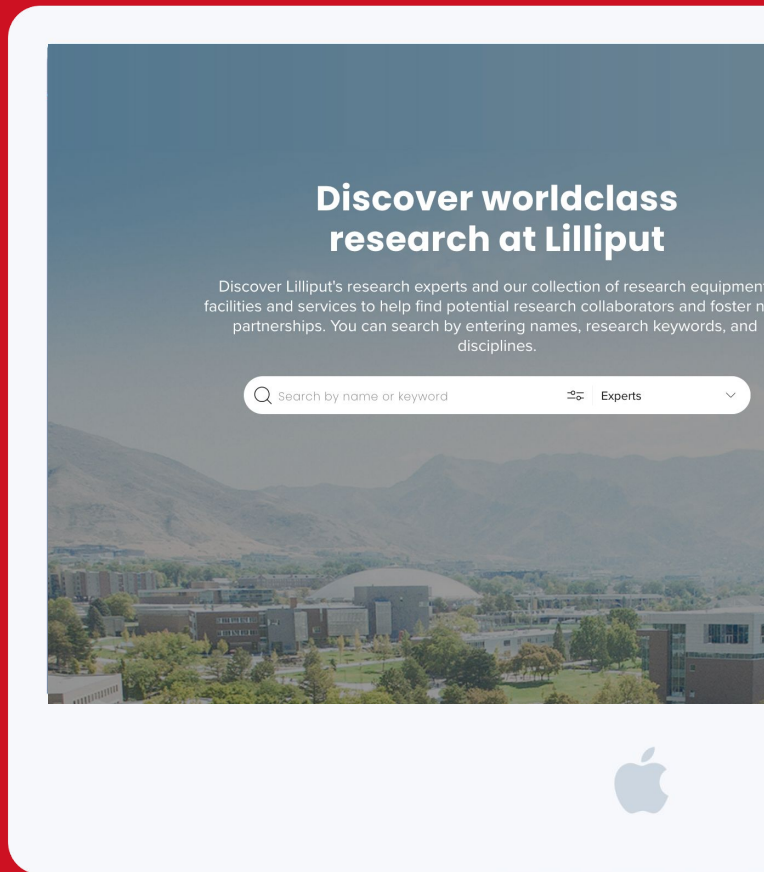 Discover worldclass
research at Lilliput
Discover Lilliput's research experts and our collection of research equipment
facilities and services to help find potential research collaborators and foster n
partnerships. You can search by entering names, research keywords, and
disciplines.
Search by name or keyword
Experts